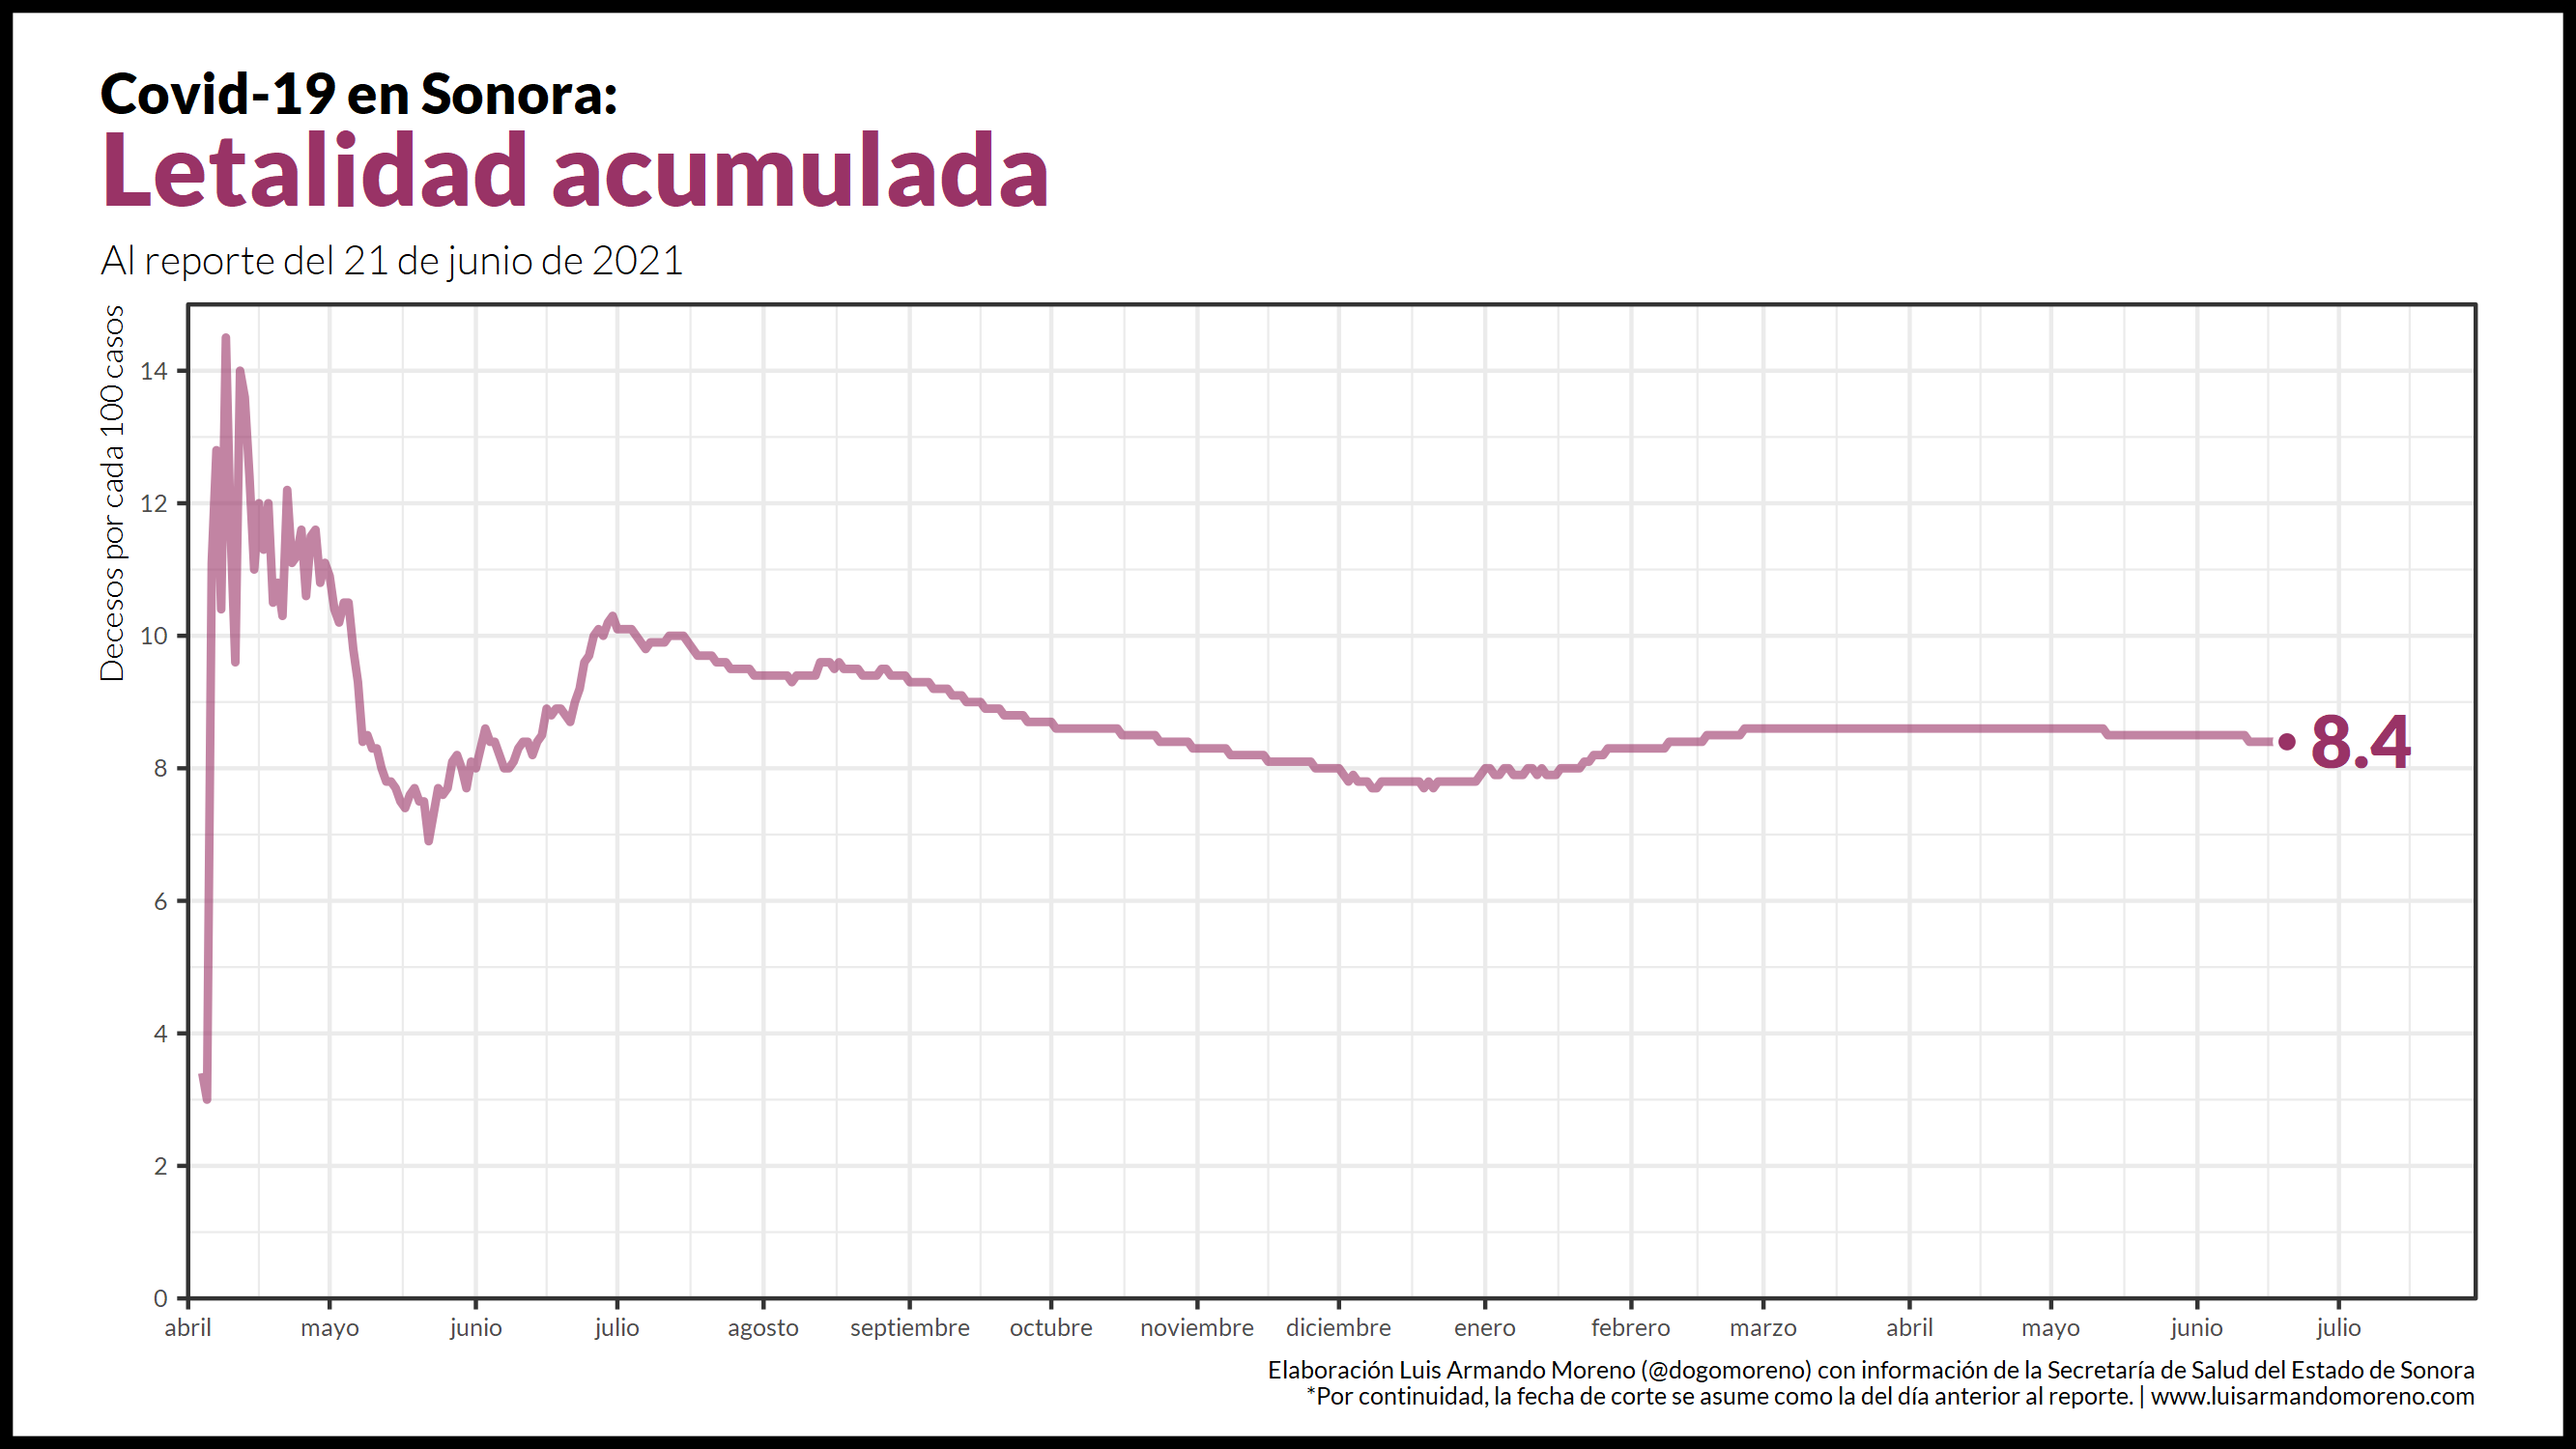 Covid-19 en Sonora:
Letalidad acumulada
Al reporte del 21 de junio de 2021
Decesos por cada 100 casos
14
12
10
8
6
4
2
0
8.4
abril mayo junio julio agosto septiembre octubre noviembre diciembre enero febrero marzo abril mayo junio julio
Elaboración Luis Armando Moreno (@dogomoreno) con información de la Secretaría de Salud del Estado de Sonora
*Por continuidad, la fecha de corte se asume como la del día anterior al reporte. | www.luisarmandomoreno.com